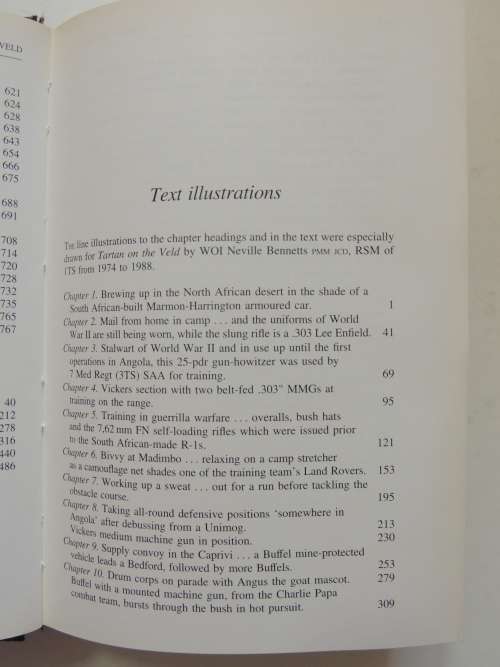 VELD
621
624
628
638
643
654
666
675
688
691
708
714
720
728
732
735
765
767
40
212
278
316
440
486
Text illustrations
THE line illustrations to the chapter headings and in the text were especially
drawn for Tartan on the Veld by WOI Neville Bennetts PMM JCD, RSM of
1TS from 1974 to 1988.
Chapter 1. Brewing up in the North African desert in the shade of a
South African-built Marmon-Harrington armoured car. 1
Chapter 2. Mail from home in camp . . . and the uniforms of World
War II are still being worn, while the slung rifle is a .303 Lee Enfield. 41
Chapter 3. Stalwart of World War II and in use up until the first
operations in Angola, this 25-pdr gun-howitzer was used by
7 Med Regt (3TS) SAA for training. 69
Chapter 4. Vickers section with two belt-fed .303" MMGs at
training on the range. 95
Chapter 5. Training in guerrilla warfare . . . overalls, bush hats
and the 7,62 mm FN self-loading rifles which were issued prior
to the South African-made R-1s. 121
Chapter 6. Bivvy at Madimbo . . . relaxing on a camp stretcher
as a camouflage net shades one of the training team's Land Rovers. 153
Chapter 7. Working up a sweat . . . out for a run before tackling the
obstacle course. 195
Chapter 8. Taking all-round defensive positions 'somewhere in
Angola' after debussing from a Unimog. 213
Vickers medium machine gun in position. 230
Chapter 9. Supply convoy in the Caprivi . . . a Buffel mine-protected
vehicle leads a Bedford, followed by more Buffels. 253
Chapter 10. Drum corps on parade with Angus the goat mascot. 279
Buffel with a mounted machine gun, from the Charlie Papa
combat team, bursts through the bush in hot pursuit. 309